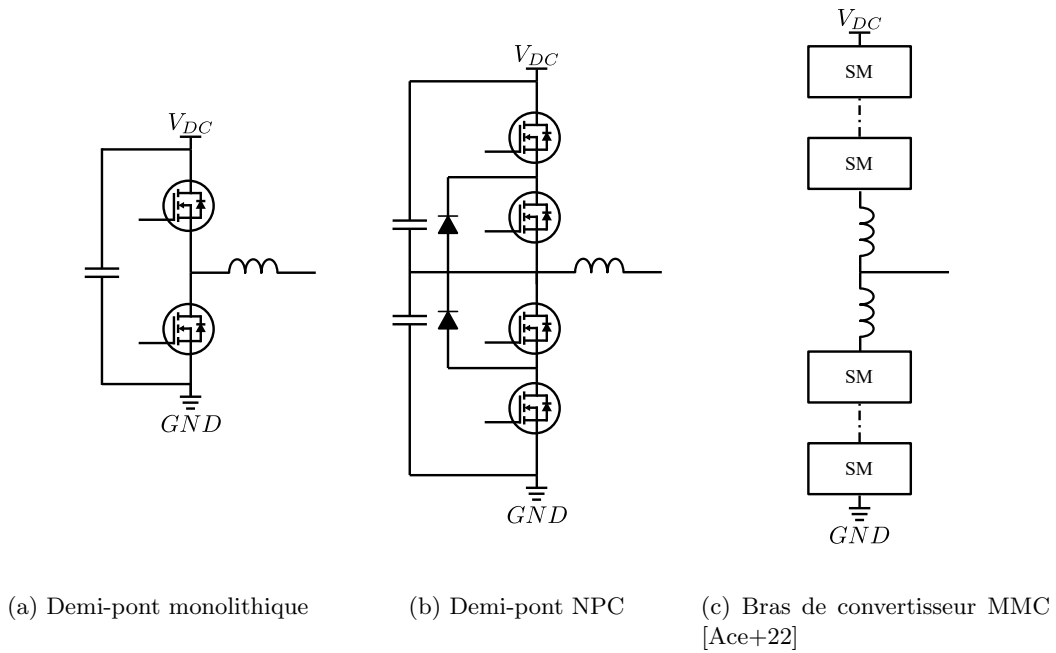 V_DC
GND
(a) Demi-pont monolithique
V_DC
GND
(b) Demi-pont NPC
V_DC
SM
SM
SM
SM
GND
(c) Bras de convertisseur MMC
[Ace+22]